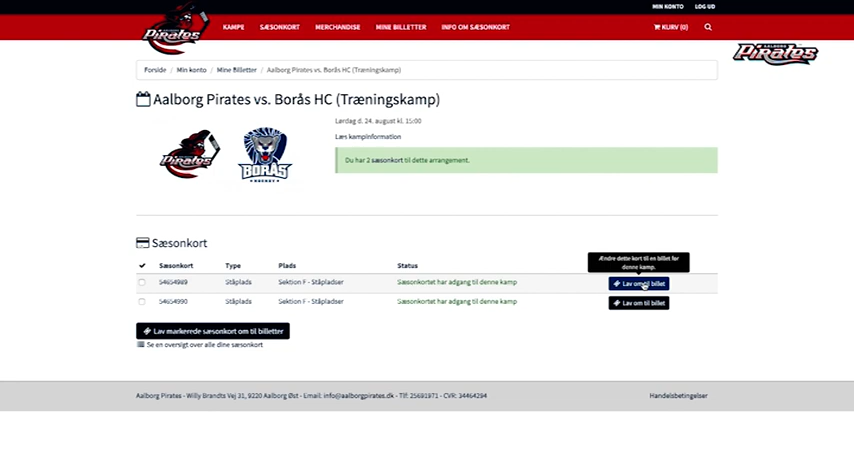 MIN KONTO LOG UD
Pirates
KAMPE SÆSONKORT MERCHANDISE MINE BILLETTER INFO OM SÆSONKORT KURV (0)
AALBORG
Pirates
Forside / Min konto / Mine Billetter / Aalborg Pirates vs. Borås HC (Træningskamp)
Aalborg Pirates vs. Borås HC (Træningskamp)
Lørdag d. 24. august kl. 15:00
Læs kampinformation
Pirates
BORÅS
HOCKEY
Du har 2 sæsonkort til dette arrangement.
Sæsonkort
Ændre dette kort til en billet for
denne kamp.
Sæsonkort Type Plads Status
54654989 Ståplads Sektion F - Ståpladser Sæsonkortet har adgang til denne kamp Lav om til billet
54654990 Ståplads Sektion F - Ståpladser Sæsonkortet har adgang til denne kamp Lav om til billet
Lav markerede sæsonkort om til billetter
Se en oversigt over alle dine sæsonkort
Aalborg Pirates - Willy Brandts Vej 31, 9220 Aalborg Øst - Email: info@aalborgpirates.dk - Tlf: 25691971 - CVR: 34464294 Handelsbetingelser